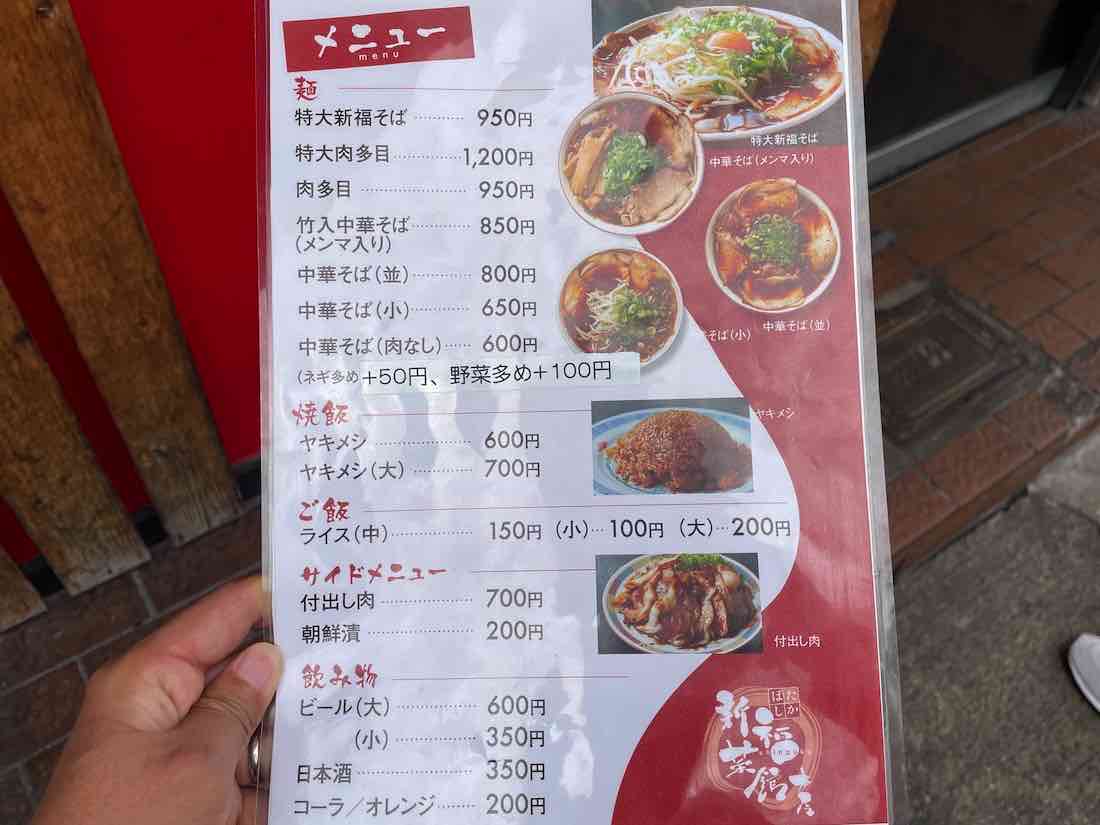 メニュー
menu
麺
特大新福そば 950円
特大肉多目 1,200円
肉多目 950円
竹入中華そば 850円
(メンマ入り)
中華そば(並) 800円
中華そば(小) 650円
中華そば(肉なし) 600円
(ネギ多め+50円、野菜多め+100円
特大新福そば
中華そば(メンマ入り)
そば(小)
中華そば(並)
焼飯
ヤキメシ 600円
ヤキメシ(大) 700円
ヤキメシ
ご飯
ライス(中) 150円 (小) 100円 (大) 200円
サイドメニュー
付出し肉 700円
朝鮮漬 200円
付出し肉
飲み物
ビール(大) 600円
(小) 350円
日本酒 350円
コーラ/オレンジ 200円
たか
ばし
新福
菜館
本店